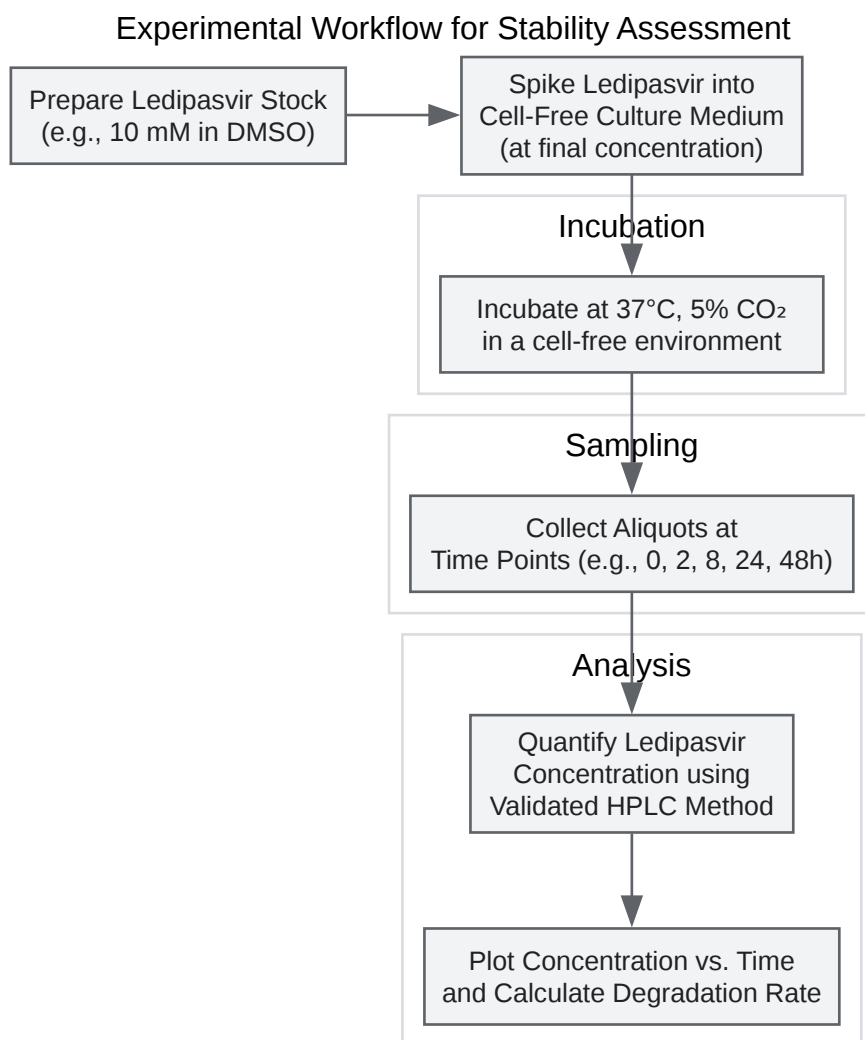 Experimental Workflow for Stability Assessment
Prepare Ledipasvir Stock
(e.g., 10 mM in DMSO)
Spike Ledipasvir into
Cell-Free Culture Medium
(at final concentration)
Incubation
Incubate at 37°C, 5% CO₂
in a cell-free environment
Sampling
Collect Aliquots at
Time Points (e.g., 0, 2, 8, 24, 48h)
Analysis
Quantify Ledipasvir
Concentration using
Validated HPLC Method
Plot Concentration vs. Time
and Calculate Degradation Rate